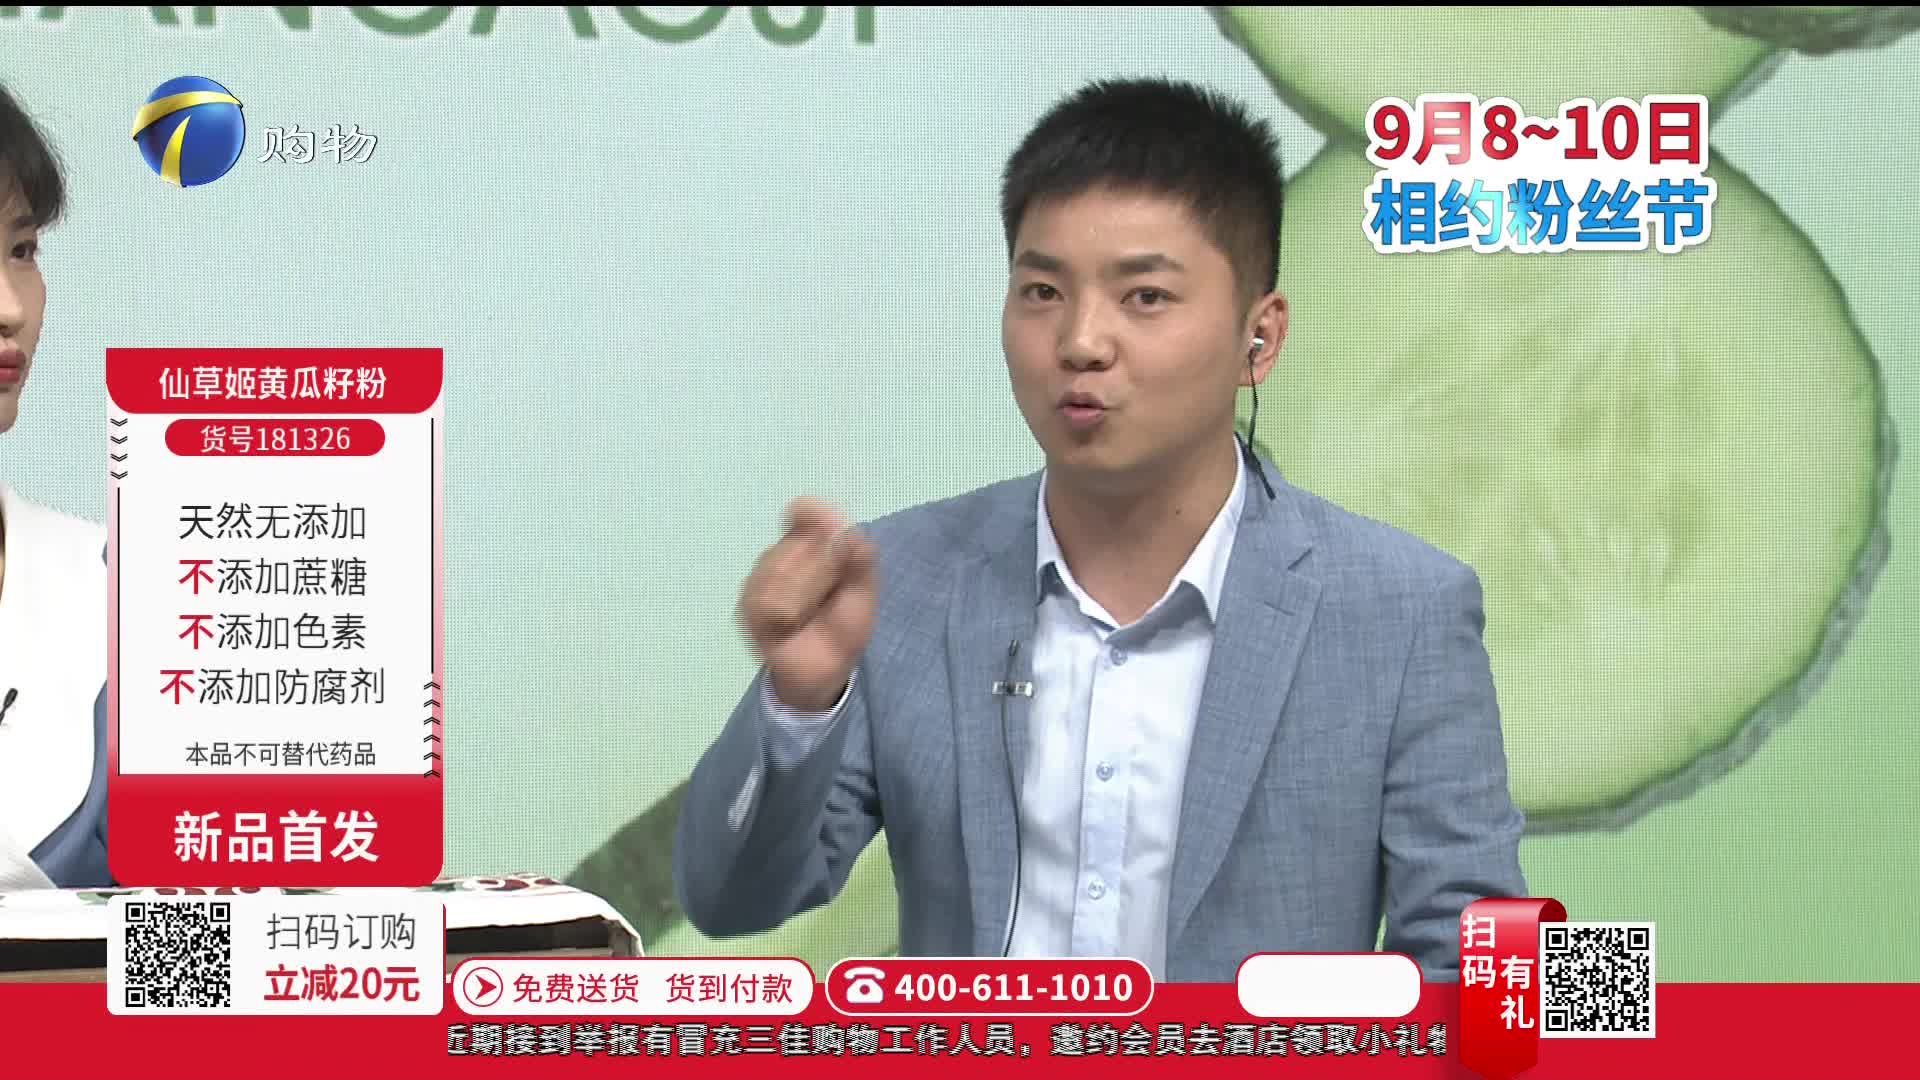 购物
9月8~10日
相约粉丝节
仙草姬黄瓜籽粉
货号181326
天然无添加
不添加蔗糖
不添加色素
不添加防腐剂
本品不可替代药品
新品首发
扫码订购
立减20元
免费送货 货到付款
400-611-1010
扫码有礼
近期接到举报有冒充三佳购物工作人员，邀约会员去酒店领取小礼